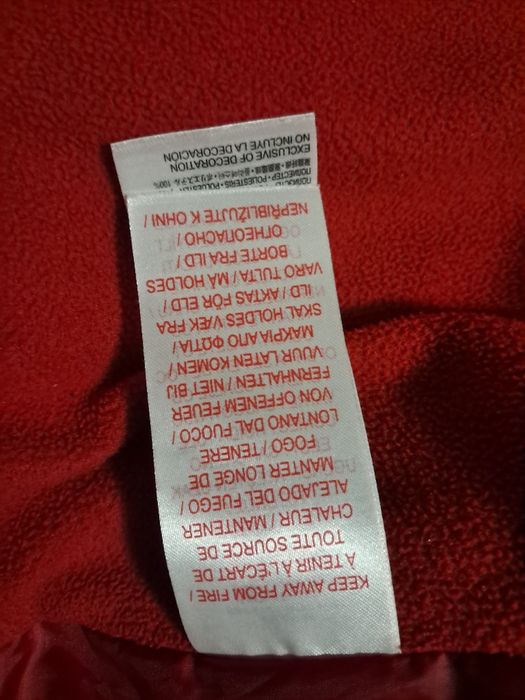 KEEP AWAY FROM FIRE /
À TENIR À L'ÉCART DE
TOUTE SOURCE DE
CHALEUR / MANTENER
ALEJADO DEL FUEGO /
MANTER LONGE DE
FOGO / TENERE
LONTANO DAL FUOCO /
VON OFFENEM FEUER
FERNHALTEN / NIET BIJ
VUUR LATEN KOMEN /
ΜΑΚΡΙΑ ΑΠΟ ΦΩΤΙΑ /
SKAL HOLDES VÆK FRA
ILD / AKTAS FÖR ELD /
VARO TULTA / MÅ HOLDES
BORTE FRA ILD /
ОГНЕОПАСНО /
NEPŘIBLIŽUJTE K OHNI /
EXCLUSIVE OF DECORATION
NO INCLUYE LA DECORACION